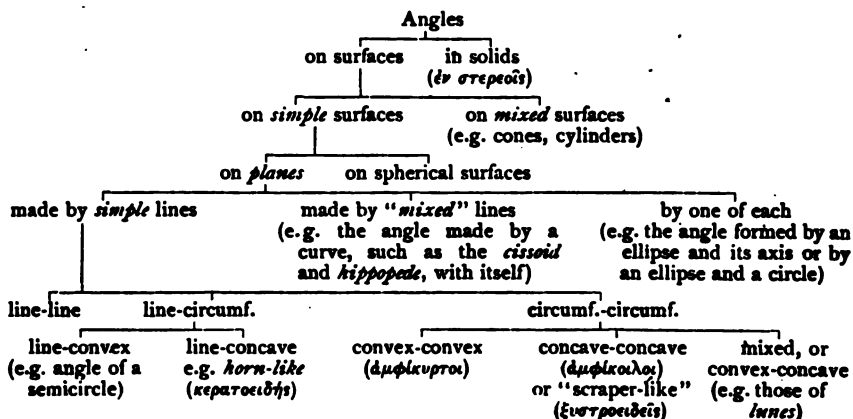 Angles
on surfaces in solids
(ἐν στερεοῖς)
on simple surfaces on mixed surfaces
(e.g. cones, cylinders)
on planes on spherical surfaces
made by simple lines made by "mixed" lines by one of each
(e.g. the angle made by a (e.g. the angle formed by an
curve, such as the cissoid ellipse and its axis or by
and hippopede, with itself) an ellipse and a circle)
line-line line-circumf. circumf.-circumf.
line-convex line-concave convex-convex concave-concave mixed, or
(e.g. angle of a e.g. horn-like (ἀμφίκυρτοι) (ἀμφίκοιλοι) convex-concave
semicircle) (κερατοειδής) or "scraper-like" (e.g. those of
(ξυστροειδεῖς) lunes)